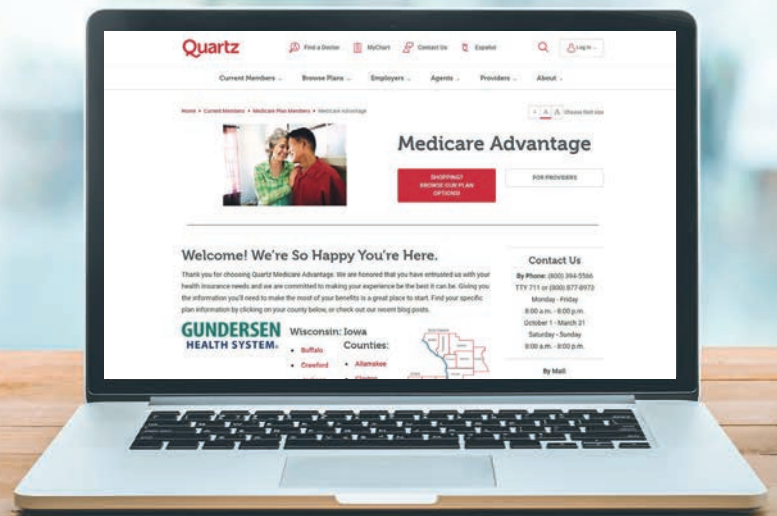 Quartz
Find a Doctor MyChart Contact Us Español Log In
Current Members Browse Plans Employers Agents Providers About
Home Current Members Medicare Plan Members Medicare Advantage
A A A Choose font size
Medicare Advantage
SHOPPING? FOR PROVIDERS
BROWSE OUR PLAN
OPTIONS!
Welcome! We're So Happy You're Here.
Thank you for choosing Quartz Medicare Advantage. We are honored that you have entrusted us with your
health insurance needs and we are committed to making your experience be the best it can be. Giving you
the information you'll need to make the most of your benefits is a great place to start. Find your specific
plan information by clicking on your county below, or check out our recent blog posts.
GUNDERSEN
HEALTH SYSTEM®
Wisconsin:
Buffalo
Crawford
Iowa
Counties:
Allamakee
Clayton
Contact Us
By Phone: (800) 394-5566
TTY 711 or (800) 877-8973
Monday - Friday
8:00 a.m. - 8:00 p.m.
October 1 - March 31
Saturday - Sunday
8:00 a.m. - 8:00 p.m.
By Mail